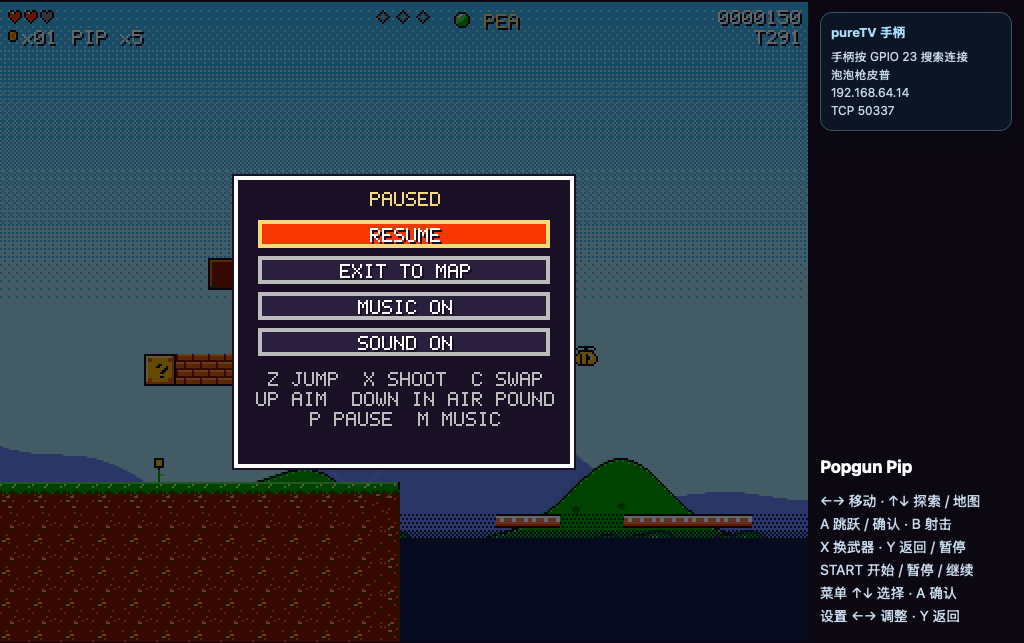 x01 PIP x5
PEA
0000150
T291
PAUSED
RESUME
EXIT TO MAP
MUSIC ON
SOUND ON
Z JUMP X SHOOT C SWAP
UP AIM DOWN IN AIR POUND
P PAUSE M MUSIC
?
pureTV 手柄
手柄按 GPIO 23 搜索连接
泡泡枪皮普
192.168.64.14
TCP 50337
Popgun Pip
←→ 移动 · ↑↓ 探索 / 地图
A 跳跃 / 确认 · B 射击
X 换武器 · Y 返回 / 暂停
START 开始 / 暂停 / 继续
菜单 ↑↓ 选择 · A 确认
设置 ←→ 调整 · Y 返回